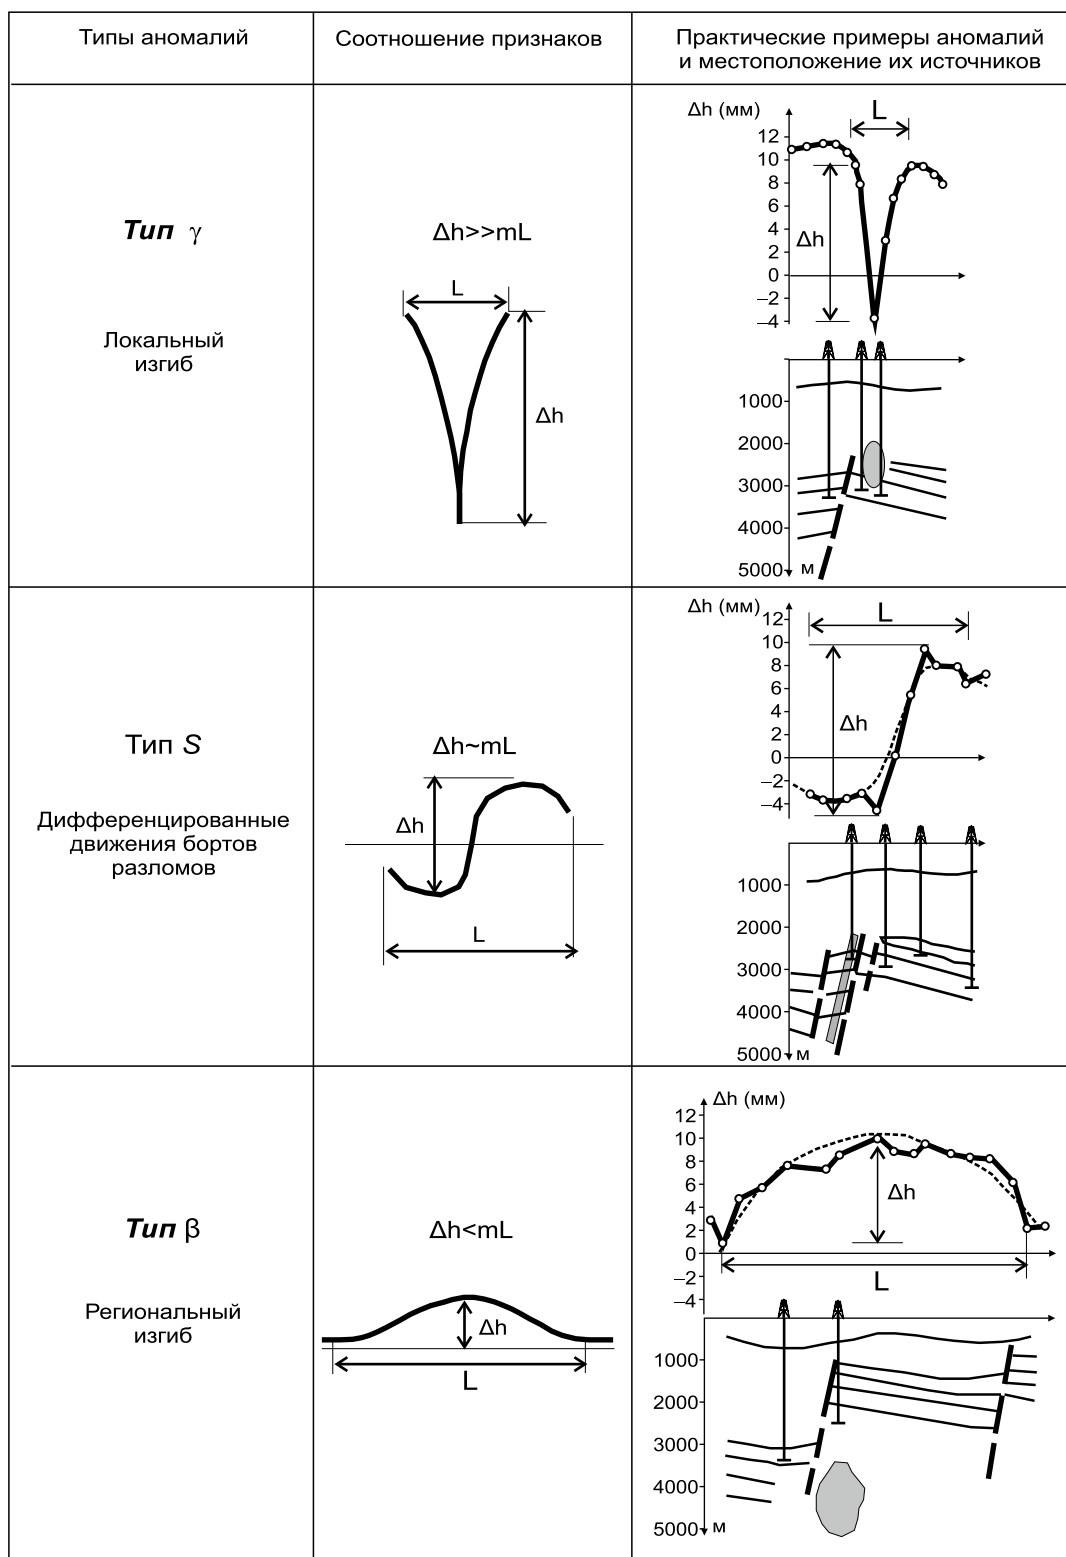 Типы аномалий
Соотношение признаков
Практические примеры аномалий
и местоположение их источников
Тип γ
Локальный
изгиб
Δh>>mL
L
Δh
Δh (мм)
L
12
10
8
6
4
2
0
–2
–4
Δh
1000
2000
3000
4000
5000
м
Тип S
Дифференцированные
движения бортов
разломов
Δh~mL
Δh
L
Δh (мм)
L
12
10
8
6
4
2
0
–2
–4
Δh
1000
2000
3000
4000
5000
м
Тип β
Региональный
изгиб
Δh<mL
Δh
L
Δh (мм)
12
10
8
6
4
2
0
–2
–4
Δh
L
1000
2000
3000
4000
5000
м